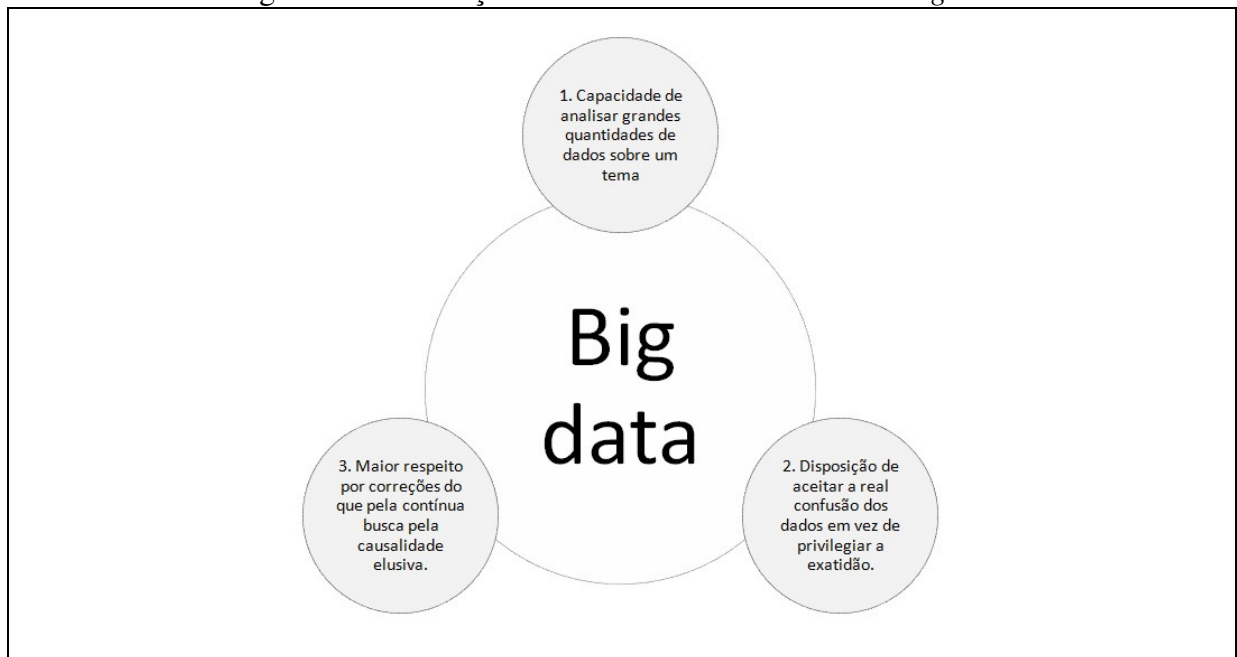 1. Capacidade de
analisar grandes
quantidades de
dados sobre um
tema
Big
data
3. Maior respeito
por correções do
que pela contínua
busca pela
causalidade
elusiva.
2. Disposição de
aceitar a real
confusão dos
dados em vez de
privilegiar a
exatidão.